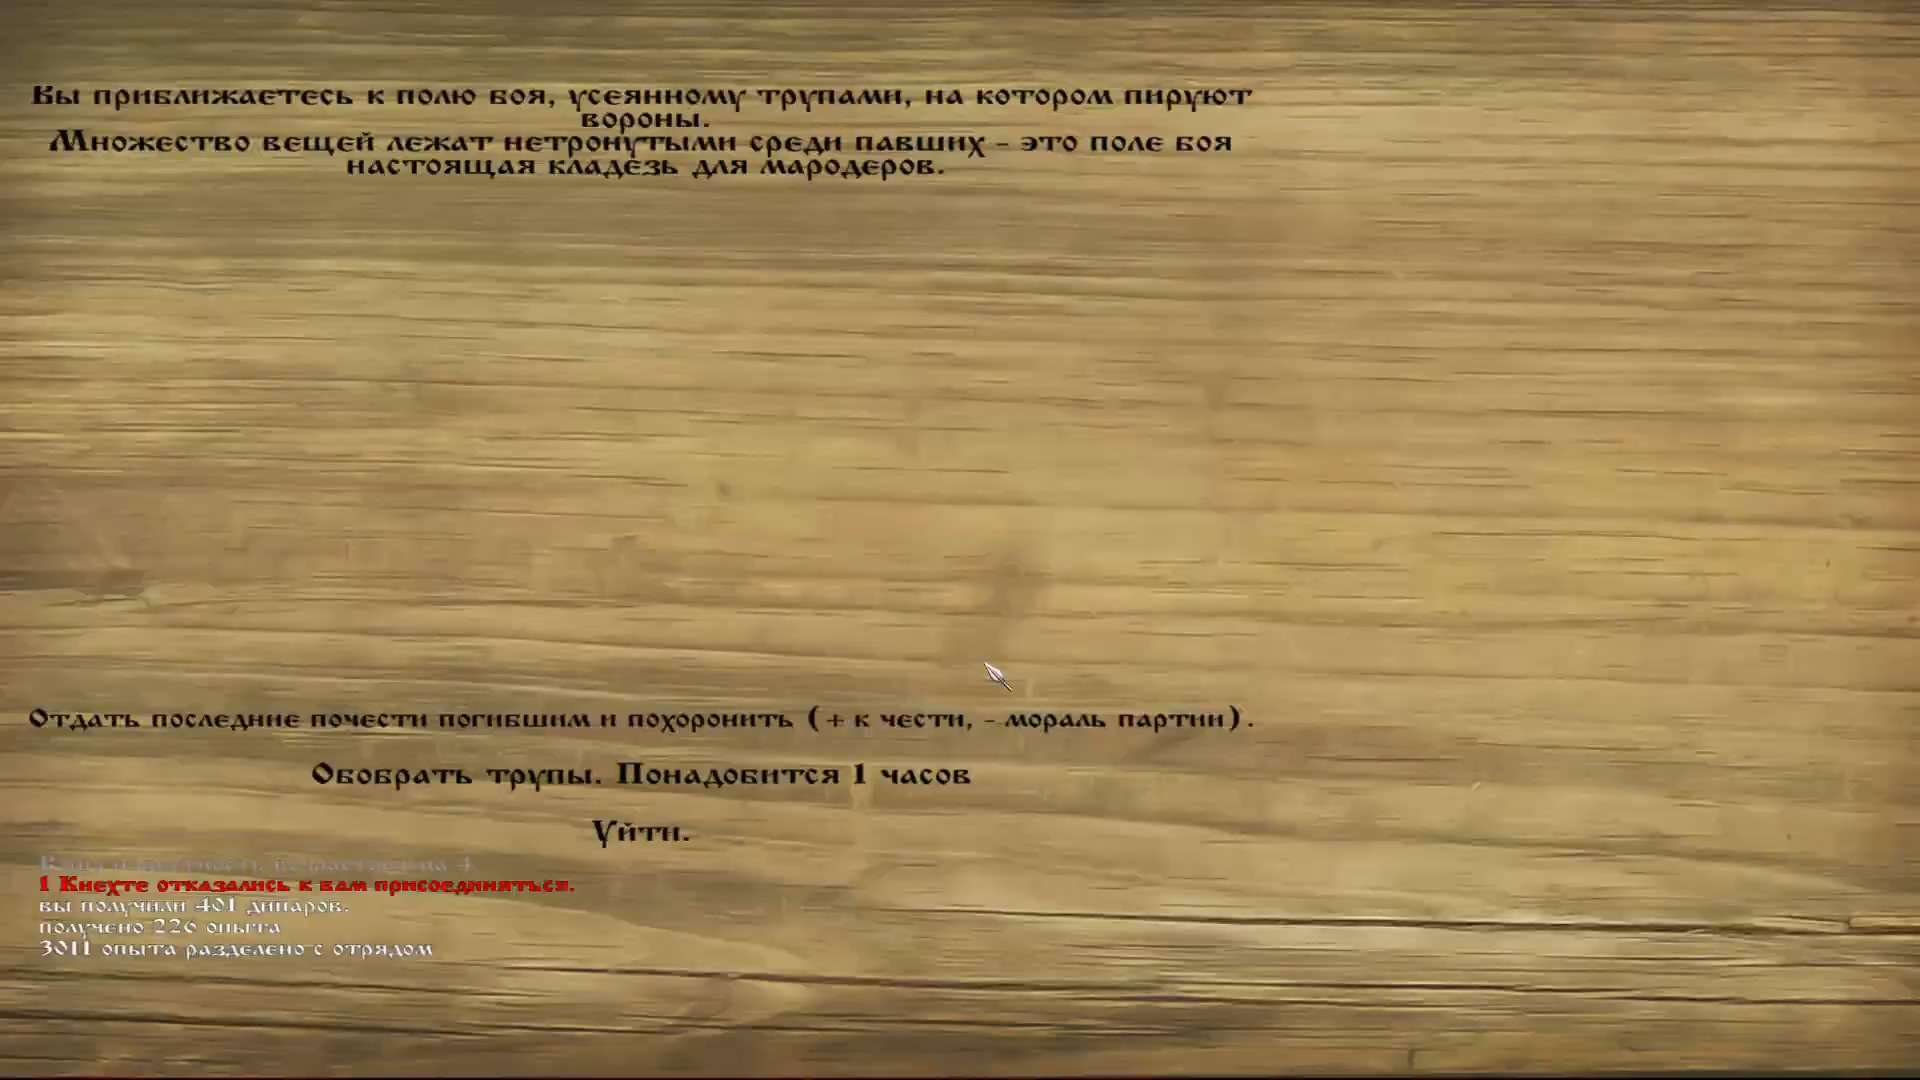 Вы приближаетесь к полю боя, усеянному трупами, на котором пируют
вороны.
Множество вещей лежат нетронутыми среди павших - это поле боя
настоящая кладезь для мародеров.
Отдать последние почести погибшим и похоронить (+ к чести, - мораль партии).
Обобрать трупы. Понадобится 1 часов
Уйти.
1 Кнехте отказались к вам присоединяться.
вы получили 401 динаров.
получено 226 опыта
3011 опыта разделено с отрядом